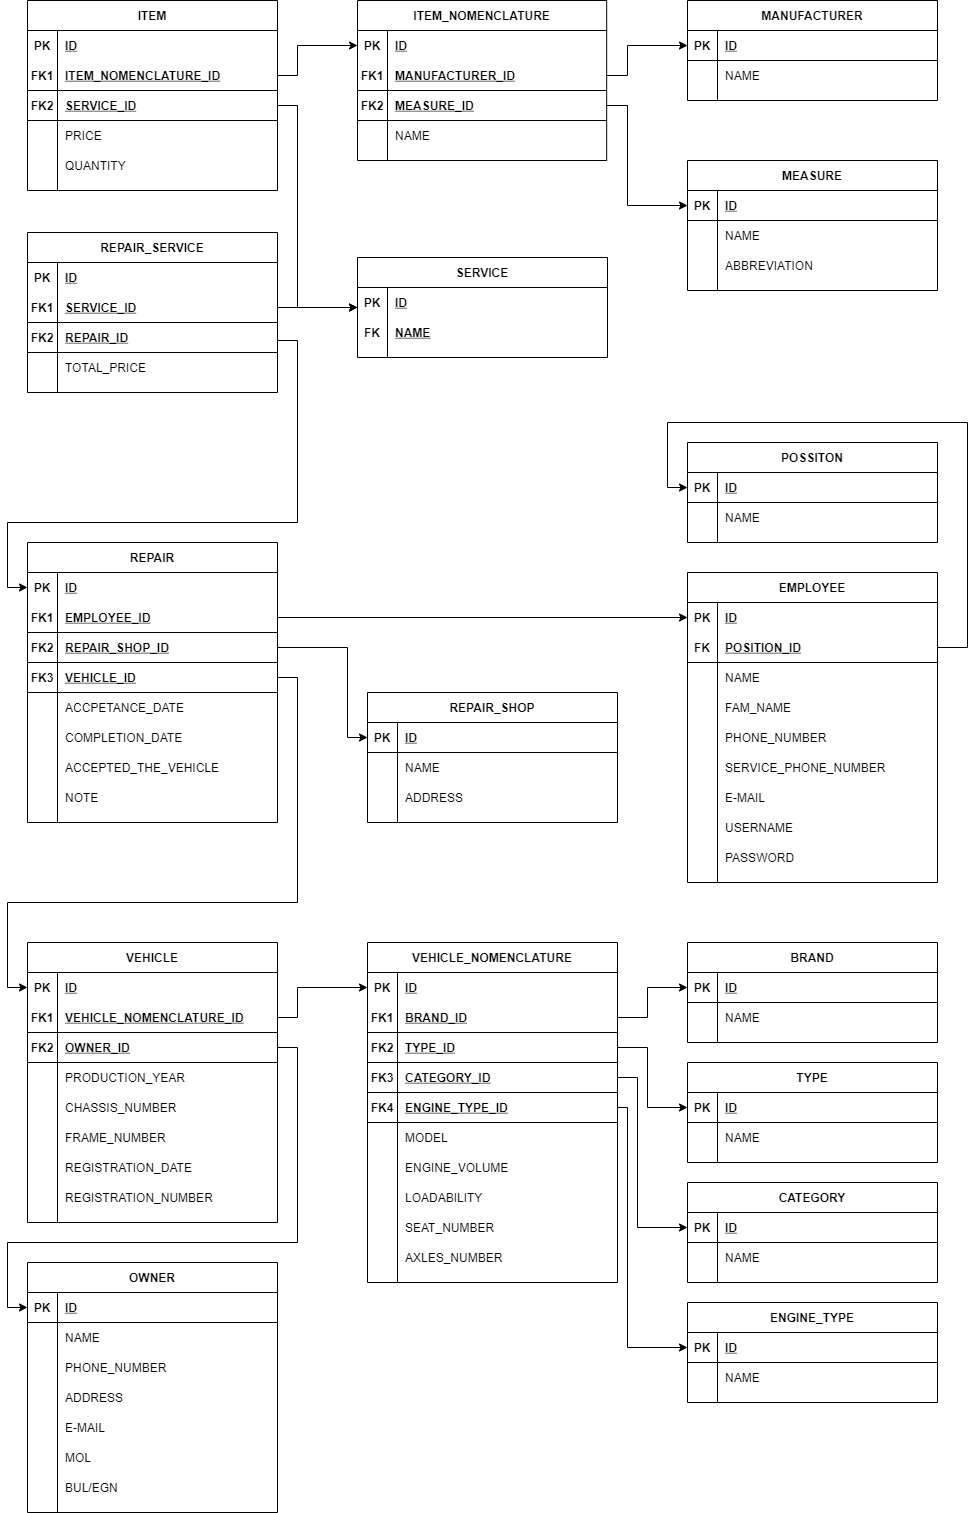 ITEM
PK ID
FK1 ITEM_NOMENCLATURE_ID
FK2 SERVICE_ID
PRICE
QUANTITY
ITEM_NOMENCLATURE
PK ID
FK1 MANUFACTURER_ID
FK2 MEASURE_ID
NAME
MANUFACTURER
PK ID
NAME
MEASURE
PK ID
NAME
ABBREVIATION
REPAIR_SERVICE
PK ID
FK1 SERVICE_ID
FK2 REPAIR_ID
TOTAL_PRICE
SERVICE
PK ID
FK NAME
POSSITON
PK ID
NAME
REPAIR
PK ID
FK1 EMPLOYEE_ID
FK2 REPAIR_SHOP_ID
FK3 VEHICLE_ID
ACCPETANCE_DATE
COMPLETION_DATE
ACCEPTED_THE_VEHICLE
NOTE
REPAIR_SHOP
PK ID
NAME
ADDRESS
EMPLOYEE
PK ID
FK POSITION_ID
NAME
FAM_NAME
PHONE_NUMBER
SERVICE_PHONE_NUMBER
E-MAIL
USERNAME
PASSWORD
VEHICLE
PK ID
FK1 VEHICLE_NOMENCLATURE_ID
FK2 OWNER_ID
PRODUCTION_YEAR
CHASSIS_NUMBER
FRAME_NUMBER
REGISTRATION_DATE
REGISTRATION_NUMBER
VEHICLE_NOMENCLATURE
PK ID
FK1 BRAND_ID
FK2 TYPE_ID
FK3 CATEGORY_ID
FK4 ENGINE_TYPE_ID
MODEL
ENGINE_VOLUME
LOADABILITY
SEAT_NUMBER
AXLES_NUMBER
BRAND
PK ID
NAME
TYPE
PK ID
NAME
CATEGORY
PK ID
NAME
ENGINE_TYPE
PK ID
NAME
OWNER
PK ID
NAME
PHONE_NUMBER
ADDRESS
E-MAIL
MOL
BUL/EGN